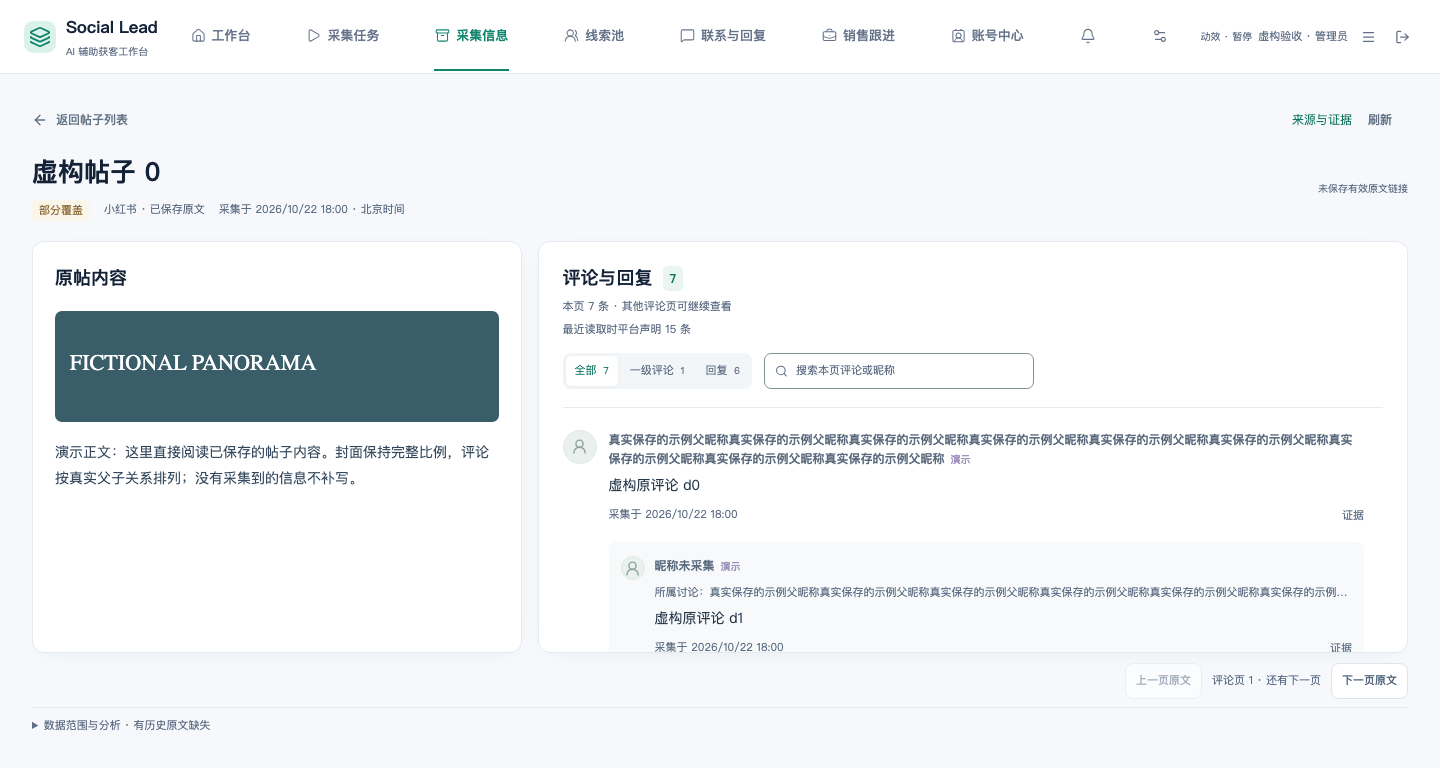 Social Lead
AI 辅助获客工作台
工作台
采集任务
采集信息
线索池
联系与回复
销售跟进
账号中心
动效 · 暂停 虚构验收 · 管理员
返回帖子列表
来源与证据 刷新
虚构帖子 0
未保存有效原文链接
部分覆盖 小红书 · 已保存原文 采集于 2026/10/22 18:00 · 北京时间
原帖内容
FICTIONAL PANORAMA
演示正文：这里直接阅读已保存的帖子内容。封面保持完整比例，评论
按真实父子关系排列；没有采集到的信息不补写。
评论与回复 7
本页 7 条 · 其他评论页可继续查看
最近读取时平台声明 15 条
全部 7 一级评论 1 回复 6
搜索本页评论或昵称
真实保存的示例父昵称真实保存的示例父昵称真实保存的示例父昵称真实保存的示例父昵称真实保存的示例父昵称真实保存的示例父昵称真实
保存的示例父昵称真实保存的示例父昵称真实保存的示例父昵称 演示
虚构原评论 d0
采集于 2026/10/22 18:00 证据
昵称未采集 演示
所属讨论：真实保存的示例父昵称真实保存的示例父昵称真实保存的示例父昵称真实保存的示例父昵称真实保存的示例父昵称真实保存的示例…
虚构原评论 d1
采集于 2026/10/22 18:00 证据
上一页原文 评论页 1 · 还有下一页 下一页原文
数据范围与分析 · 有历史原文缺失